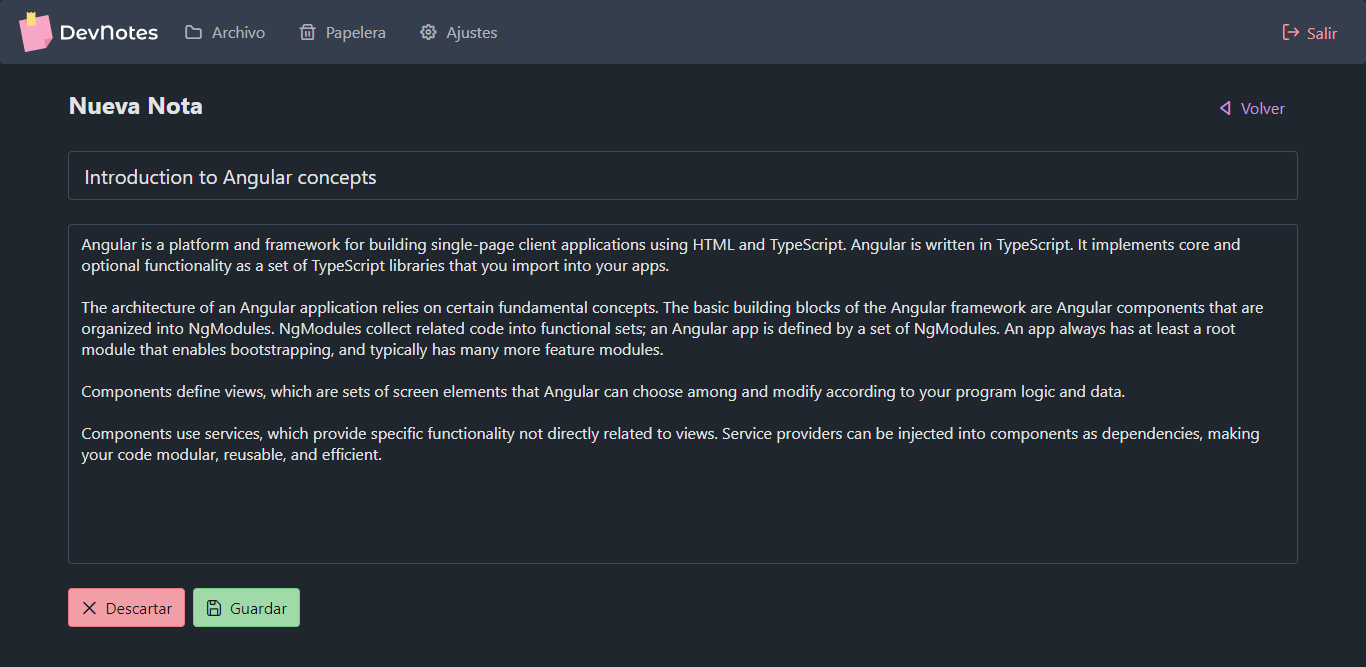 DevNotes
Archivo
Papelera
Ajustes
Salir
Nueva Nota
Volver
Introduction to Angular concepts
Angular is a platform and framework for building single-page client applications using HTML and TypeScript. Angular is written in TypeScript. It implements core and
optional functionality as a set of TypeScript libraries that you import into your apps.
The architecture of an Angular application relies on certain fundamental concepts. The basic building blocks of the Angular framework are Angular components that are
organized into NgModules. NgModules collect related code into functional sets; an Angular app is defined by a set of NgModules. An app always has at least a root
module that enables bootstrapping, and typically has many more feature modules.
Components define views, which are sets of screen elements that Angular can choose among and modify according to your program logic and data.
Components use services, which provide specific functionality not directly related to views. Service providers can be injected into components as dependencies, making
your code modular, reusable, and efficient.
Descartar
Guardar